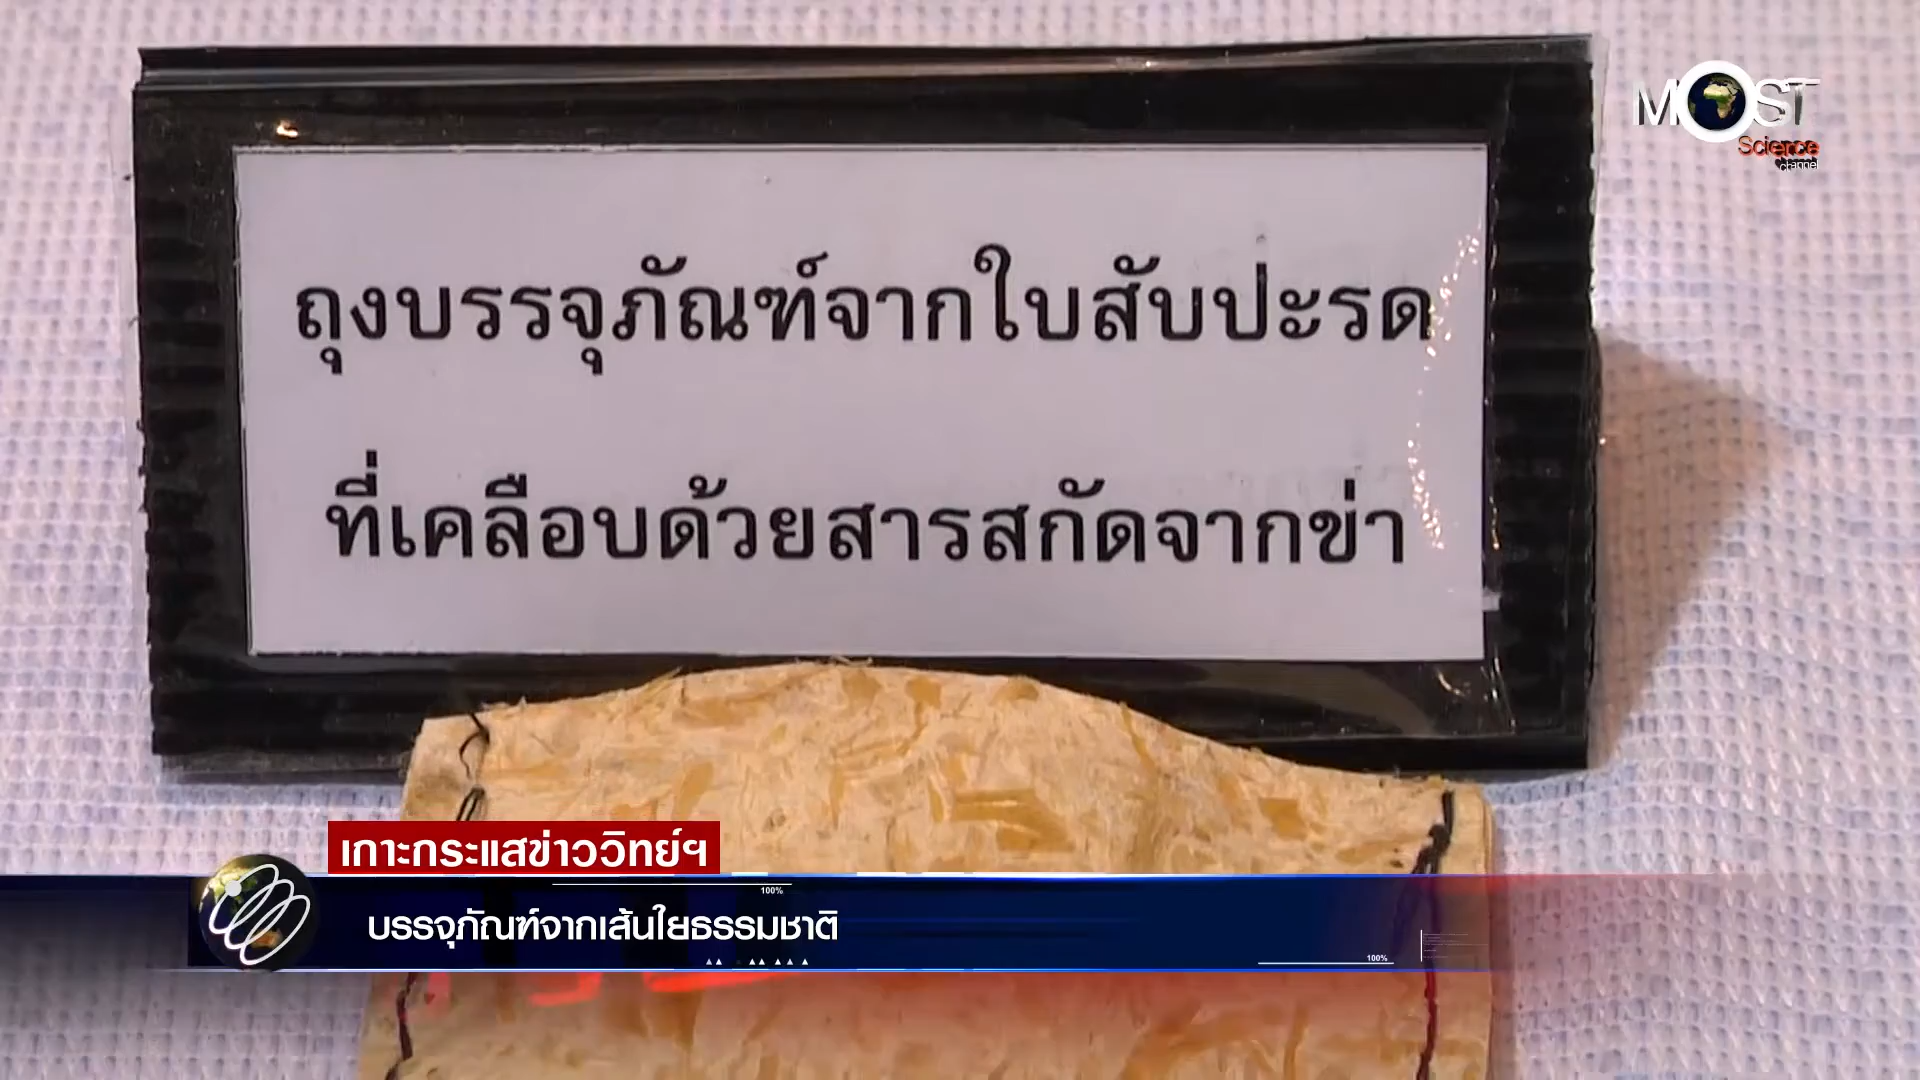 MOST
Science
channel
ถุงบรรจุภัณฑ์จากใบสับปะรด
ที่เคลือบด้วยสารสกัดจากข่า
เกาะกระแสข่าววิทย์ฯ
100%
บรรจุภัณฑ์จากเส้นใยธรรมชาติ
100%